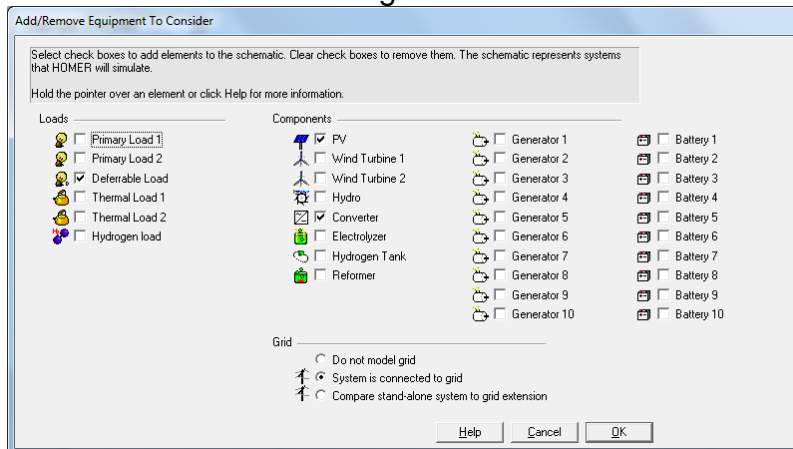 Add/Remove Equipment To Consider
Select check boxes to add elements to the schematic. Clear check boxes to remove them. The schematic represents systems
that HOMER will simulate.
Hold the pointer over an element or click Help for more information.
Loads
Primary Load 1
Primary Load 2
Deferrable Load
Thermal Load 1
Thermal Load 2
Hydrogen load
Components
PV
Wind Turbine 1
Wind Turbine 2
Hydro
Converter
Electrolyzer
Hydrogen Tank
Reformer
Generator 1
Generator 2
Generator 3
Generator 4
Generator 5
Generator 6
Generator 7
Generator 8
Generator 9
Generator 10
Battery 1
Battery 2
Battery 3
Battery 4
Battery 5
Battery 6
Battery 7
Battery 8
Battery 9
Battery 10
Grid
Do not model grid
System is connected to grid
Compare stand-alone system to grid extension
Help
Cancel
OK